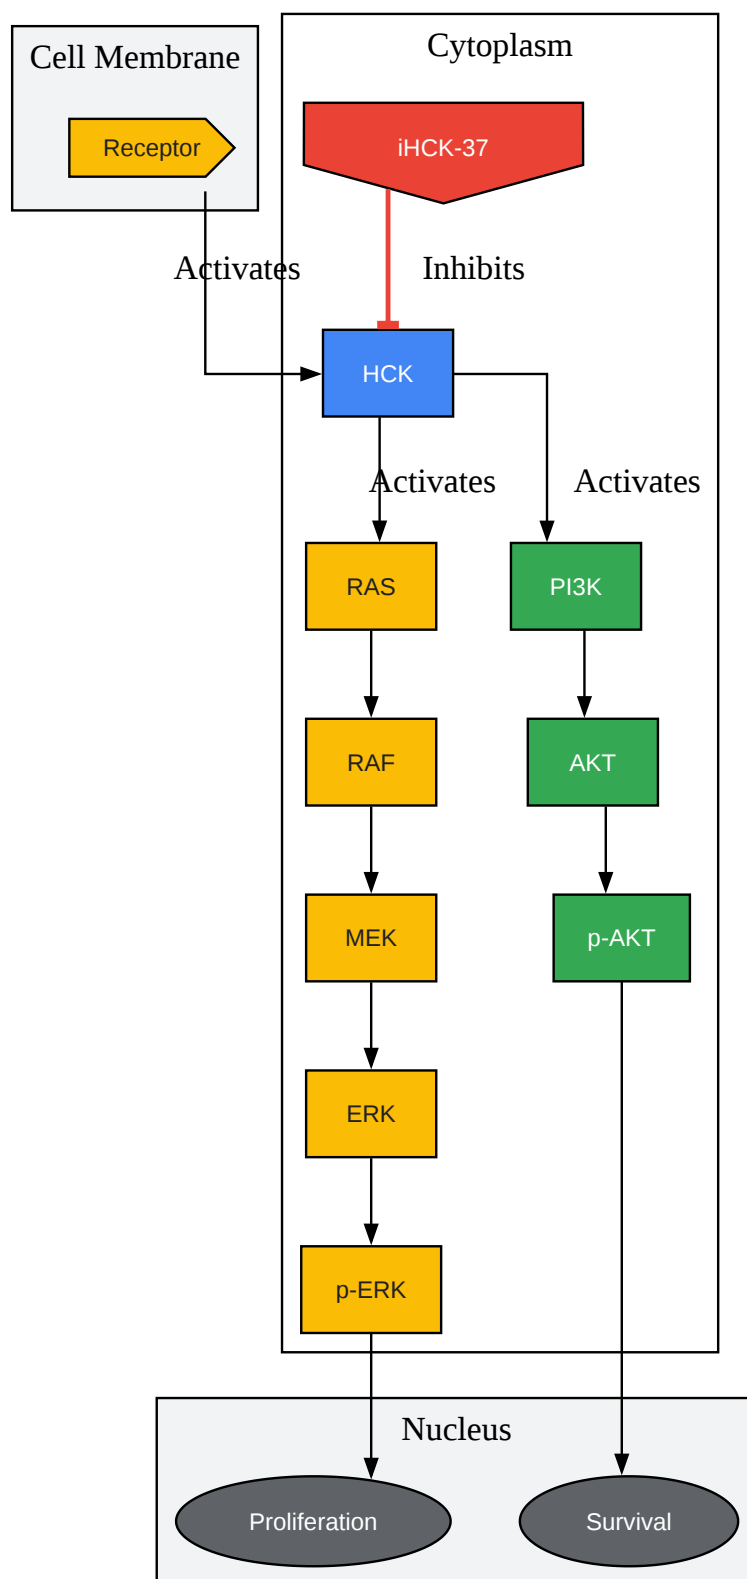 Cell Membrane
Cytoplasm
Receptor
iHCK-37
Activates
Inhibits
HCK
Activates
Activates
RAS
PI3K
RAF
AKT
MEK
p-AKT
ERK
p-ERK
Nucleus
Proliferation
Survival